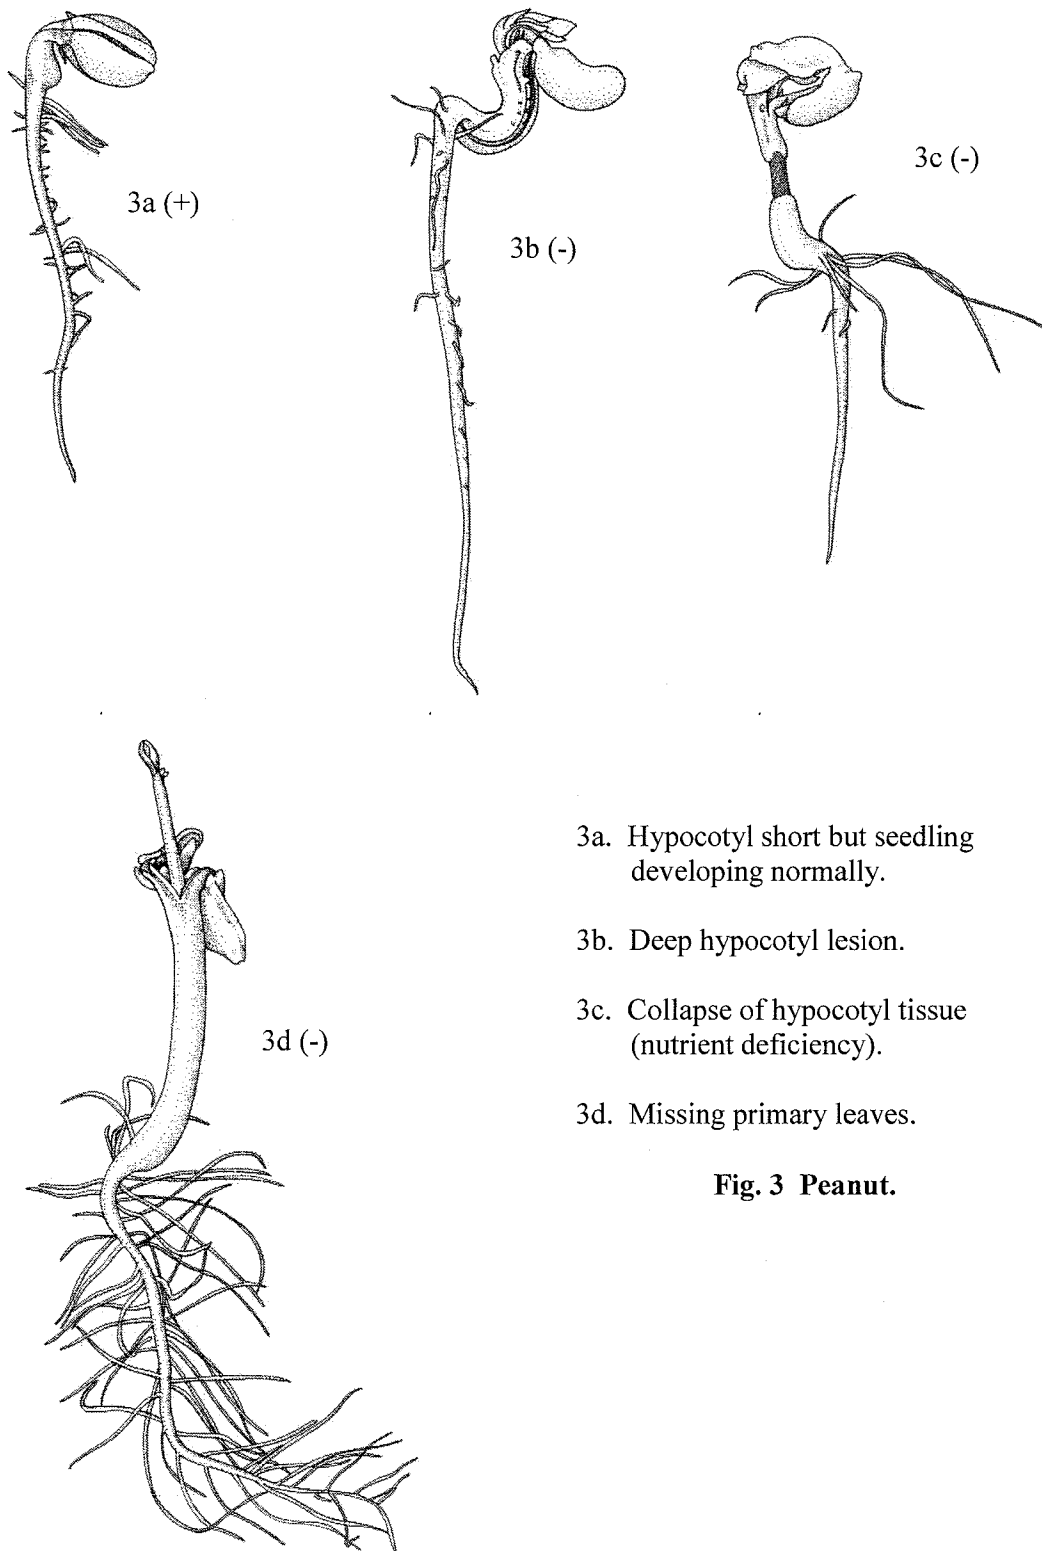 3a (+)
3b (-)
3c (-)
3d (-)
3a. Hypocotyl short but seedling
developing normally.
3b. Deep hypocotyl lesion.
3c. Collapse of hypocotyl tissue
(nutrient deficiency).
3d. Missing primary leaves.
Fig. 3 Peanut.